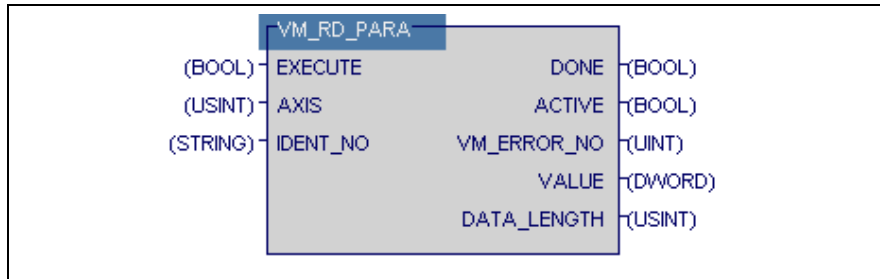 VM_RD_PARA
(BOOL) EXECUTE DONE (BOOL)
(USINT) AXIS ACTIVE (BOOL)
(STRING) IDENT_NO VM_ERROR_NO (UINT)
VALUE (DWORD)
DATA_LENGTH (USINT)